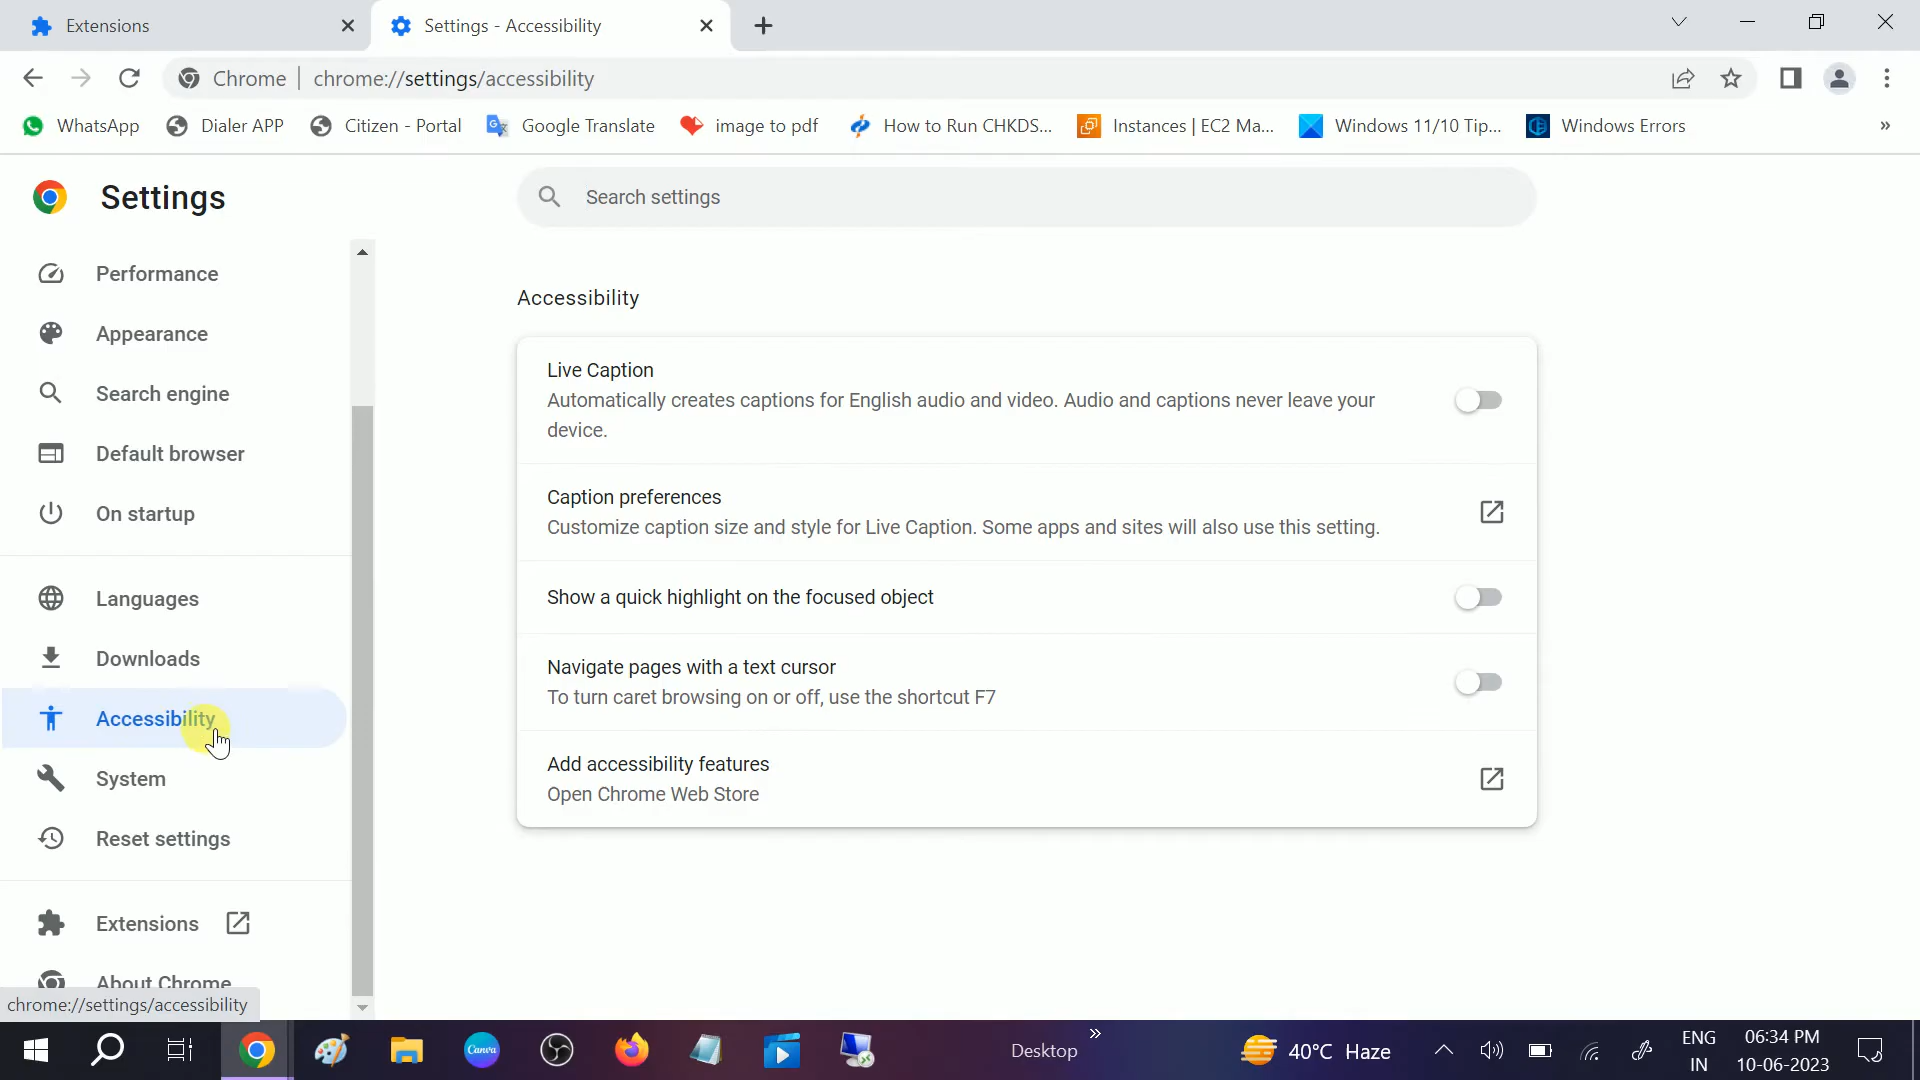 Extensions
Settings - Accessibility
Chrome
chrome://settings/accessibility
WhatsApp
Dialer APP
Citizen - Portal
Google Translate
image to pdf
How to Run CHKDS...
Instances | EC2 Ma...
Windows 11/10 Tip...
Windows Errors
»
Settings
Search settings
Performance
Appearance
Search engine
Default browser
On startup
Languages
Downloads
Accessibility
System
Reset settings
Extensions
About Chrome
chrome://settings/accessibility
Accessibility
Live Caption
Automatically creates captions for English audio and video. Audio and captions never leave your
device.
Caption preferences
Customize caption size and style for Live Caption. Some apps and sites will also use this setting.
Show a quick highlight on the focused object
Navigate pages with a text cursor
To turn caret browsing on or off, use the shortcut F7
Add accessibility features
Open Chrome Web Store
Canva
Desktop
»
40°C Haze
ENG
IN
06:34 PM
10-06-2023